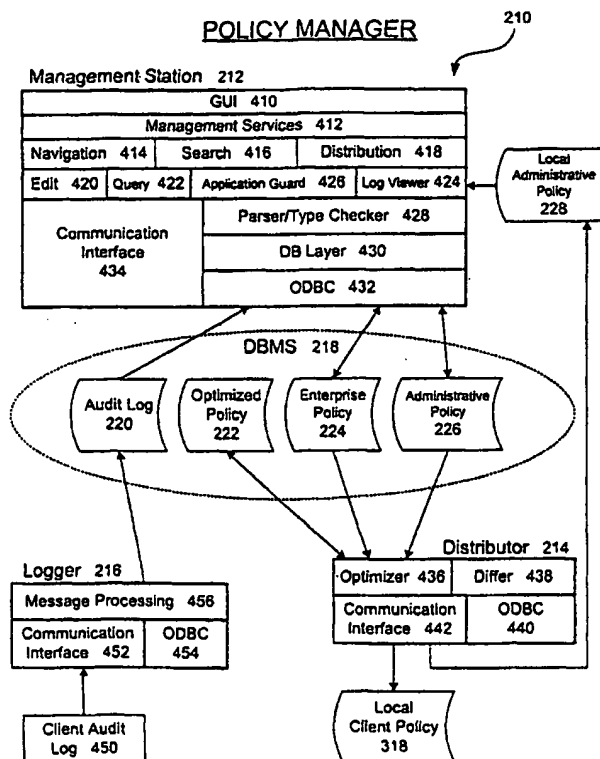 POLICY MANAGER
210
Management Station 212
GUI 410
Management Services 412
Navigation 414 Search 416 Distribution 418
Edit 420 Query 422 Application Guard 426 Log Viewer 424
Local
Administrative
Policy
228
Communication
Interface
434
Parser/Type Checker 428
DB Layer 430
ODBC 432
DBMS 218
Audit Log
220
Optimized
Policy
222
Enterprise
Policy
224
Administrative
Policy
226
Logger 216
Message Processing 456
Communication
Interface 452
ODBC
454
Client Audit
Log 450
Distributor 214
Optimizer 436 Differ 438
Communication
Interface 442
ODBC
440
Local
Client Policy
318